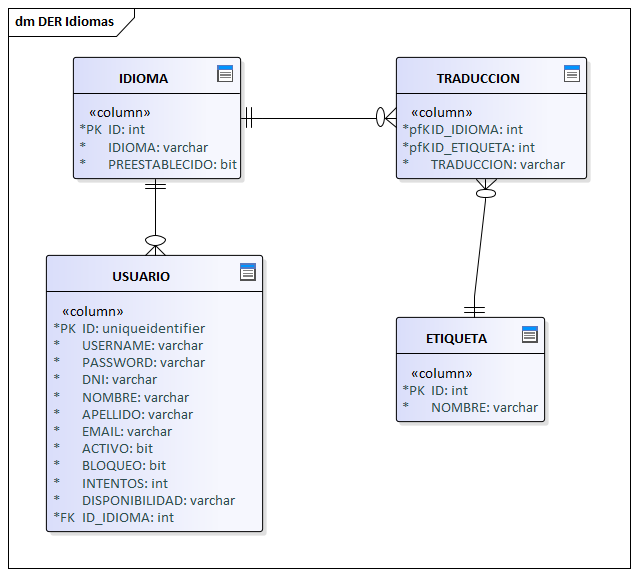 dm DER Idiomas
IDIOMA
«column»
*PK ID: int
* IDIOMA: varchar
* PREESTABLECIDO: bit
TRADUCCION
«column»
*pfK ID_IDIOMA: int
*pfK ID_ETIQUETA: int
* TRADUCCION: varchar
USUARIO
«column»
*PK ID: uniqueidentifier
* USERNAME: varchar
* PASSWORD: varchar
* DNI: varchar
* NOMBRE: varchar
* APELLIDO: varchar
* EMAIL: varchar
* ACTIVO: bit
* BLOQUEO: bit
* INTENTOS: int
* DISPONIBILIDAD: varchar
*FK ID_IDIOMA: int
ETIQUETA
«column»
*PK ID: int
* NOMBRE: varchar